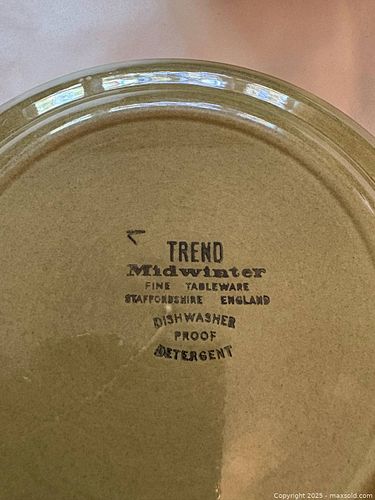 TREND
Midwinter
FINE TABLEWARE
STAFFORDSHIRE ENGLAND
DISHWASHER
PROOF
DETERGENT
Copyright 2025 - maxsold.com